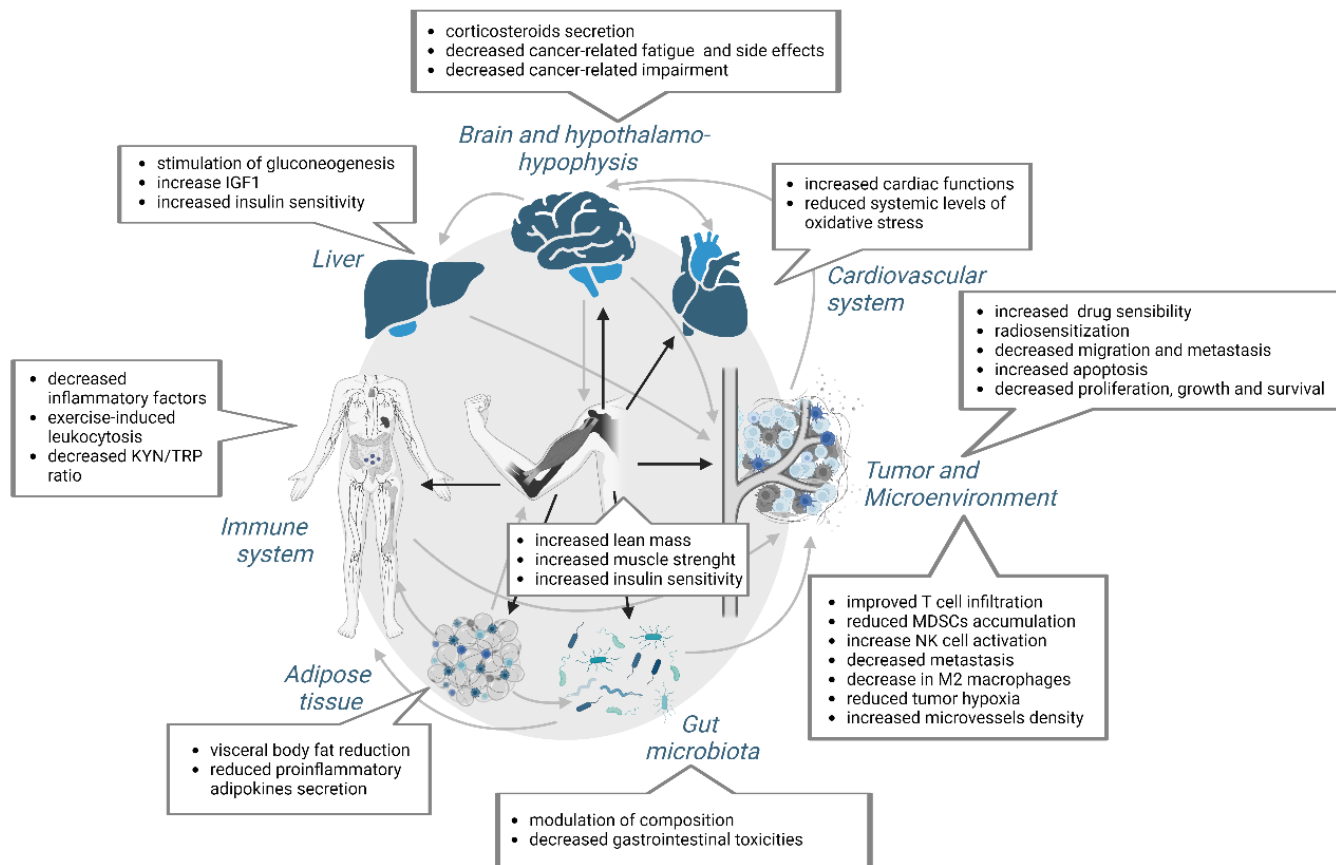 • corticosteroids secretion
• decreased cancer-related fatigue and side effects
• decreased cancer-related impairment
Brain and hypothalamo-
hypophysis
• stimulation of gluconeogenesis
• increase IGF1
• increased insulin sensitivity
Liver
• increased cardiac functions
• reduced systemic levels of
oxidative stress
Cardiovascular
system
• increased drug sensibility
• radiosensitization
• decreased migration and metastasis
• increased apoptosis
• decreased proliferation, growth and survival
Tumor and
Microenvironment
• decreased
inflammatory factors
• exercise-induced
leukocytosis
• decreased KYN/TRP
ratio
Immune
system
• increased lean mass
• increased muscle strenght
• increased insulin sensitivity
• improved T cell infiltration
• reduced MDSCs accumulation
• increase NK cell activation
• decreased metastasis
• decrease in M2 macrophages
• reduced tumor hypoxia
• increased microvessels density
Adipose
tissue
• visceral body fat reduction
• reduced proinflammatory
adipokines secretion
Gut
microbiota
• modulation of composition
• decreased gastrointestinal toxicities